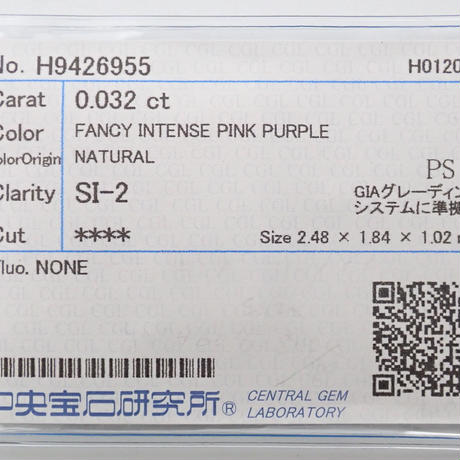 No. H9426955 H0120
Carat 0.032 ct
Color FANCY INTENSE PINK PURPLE
ColorOrigin NATURAL
Clarity SI-2 PS
GIAグレーディン
システムに準拠
Cut **** Size 2.48 × 1.84 × 1.02 m
Fluo. NONE
中央宝石研究所® CENTRAL GEM
LABORATORY